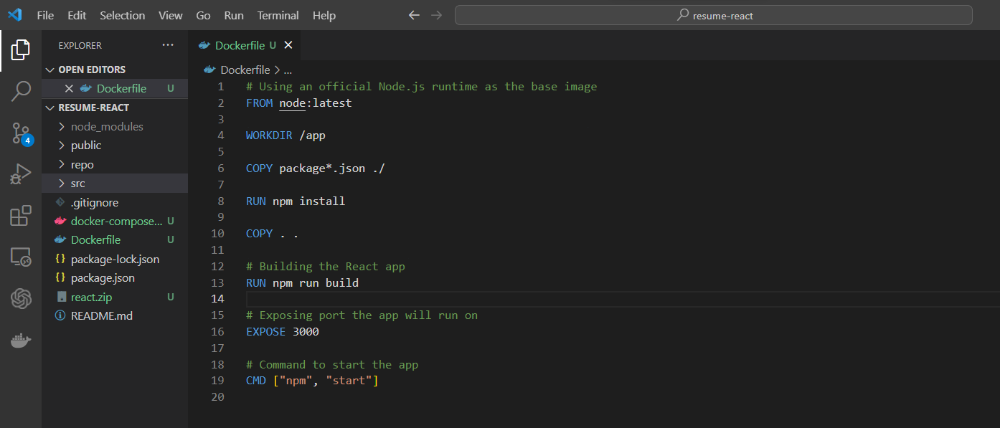 File Edit Selection View Go Run Terminal Help
resume-react
EXPLORER
OPEN EDITORS
Dockerfile U
RESUME-REACT
node_modules
public
repo
src
.gitignore
docker-compose... U
Dockerfile U
package-lock.json
package.json
react.zip U
README.md
4
Dockerfile U
Dockerfile > ...
1 # Using an official Node.js runtime as the base image
2 FROM node:latest
3
4 WORKDIR /app
5
6 COPY package*.json ./
7
8 RUN npm install
9
10 COPY . .
11
12 # Building the React app
13 RUN npm run build
14
15 # Exposing port the app will run on
16 EXPOSE 3000
17
18 # Command to start the app
19 CMD ["npm", "start"]
20